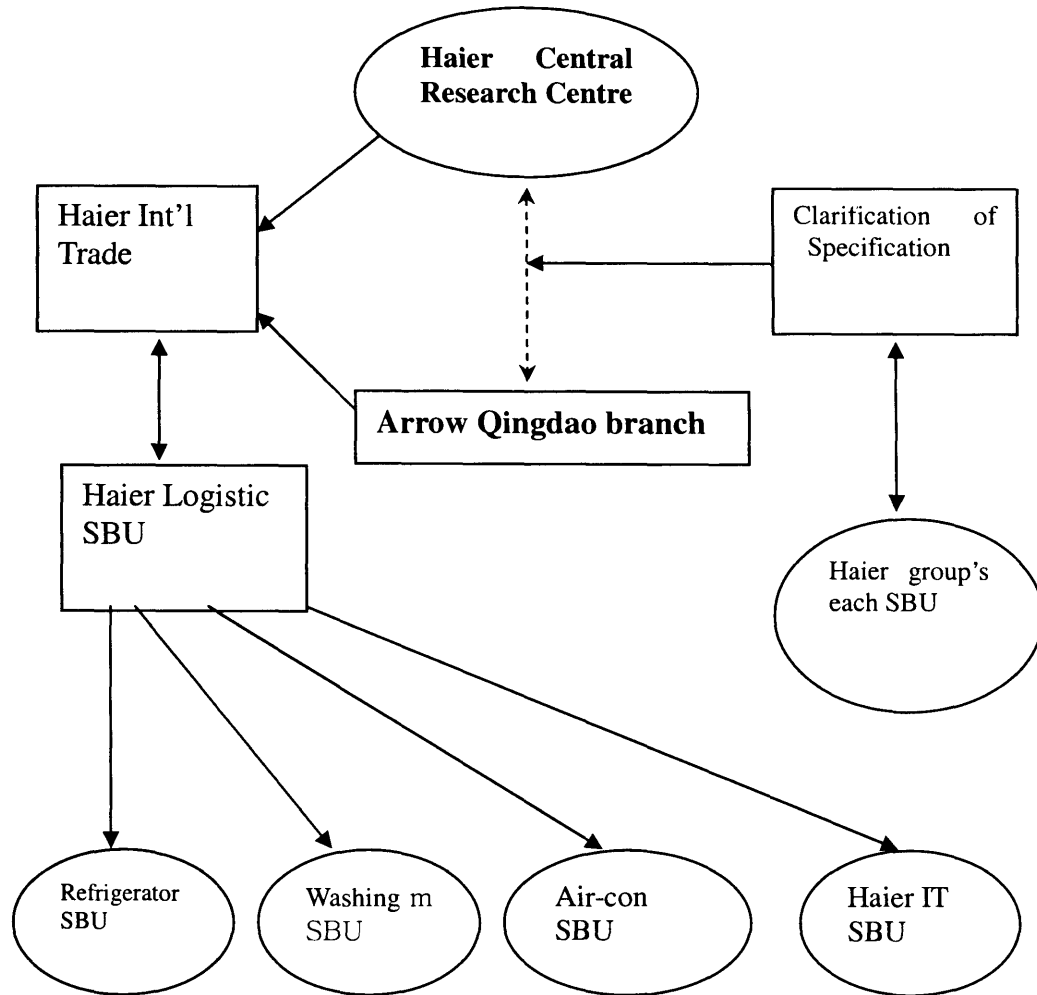 Haier Central
Research Centre
Haier Int'l
Trade
Clarification of
Specification
Arrow Qingdao branch
Haier Logistic
SBU
Haier group's
each SBU
Refrigerator
SBU
Washing m
SBU
Air-con
SBU
Haier IT
SBU